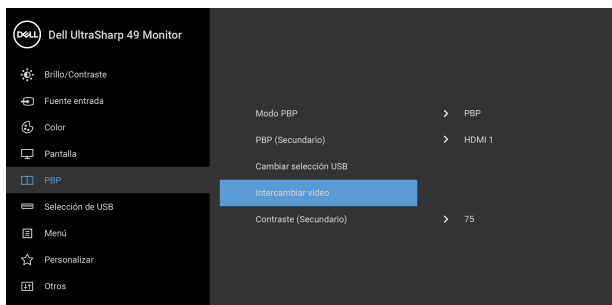 DELL Dell UltraSharp 49 Monitor
Brillo/Contraste
Fuente entrada
Color
Pantalla
PBP
Selección de USB
Menú
Personalizar
Otros
Modo PBP > PBP
PBP (Secundario) > HDMI 1
Cambiar selección USB
Intercambiar vídeo
Contraste (Secundario) > 75